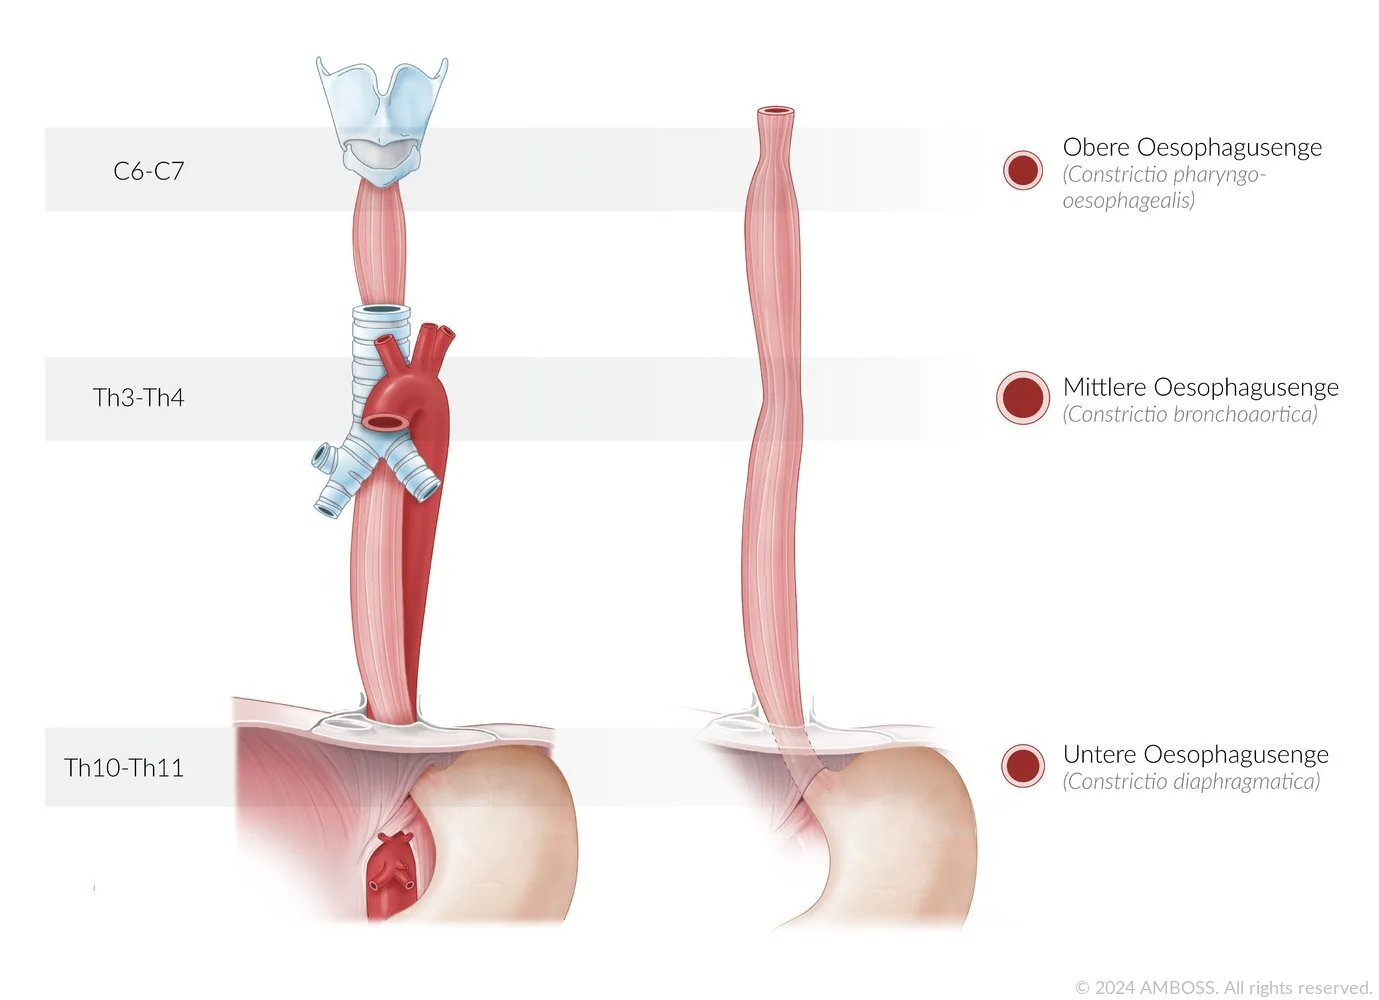 C6-C7
Obere Oesophagusenge
(Constrictio pharyngo-
oesophagealis)
Th3-Th4
Mittlere Oesophagusenge
(Constrictio bronchoaortica)
Th10-Th11
Untere Oesophagusenge
(Constrictio diaphragmatica)
© 2024 AMBOSS. All rights reserved.